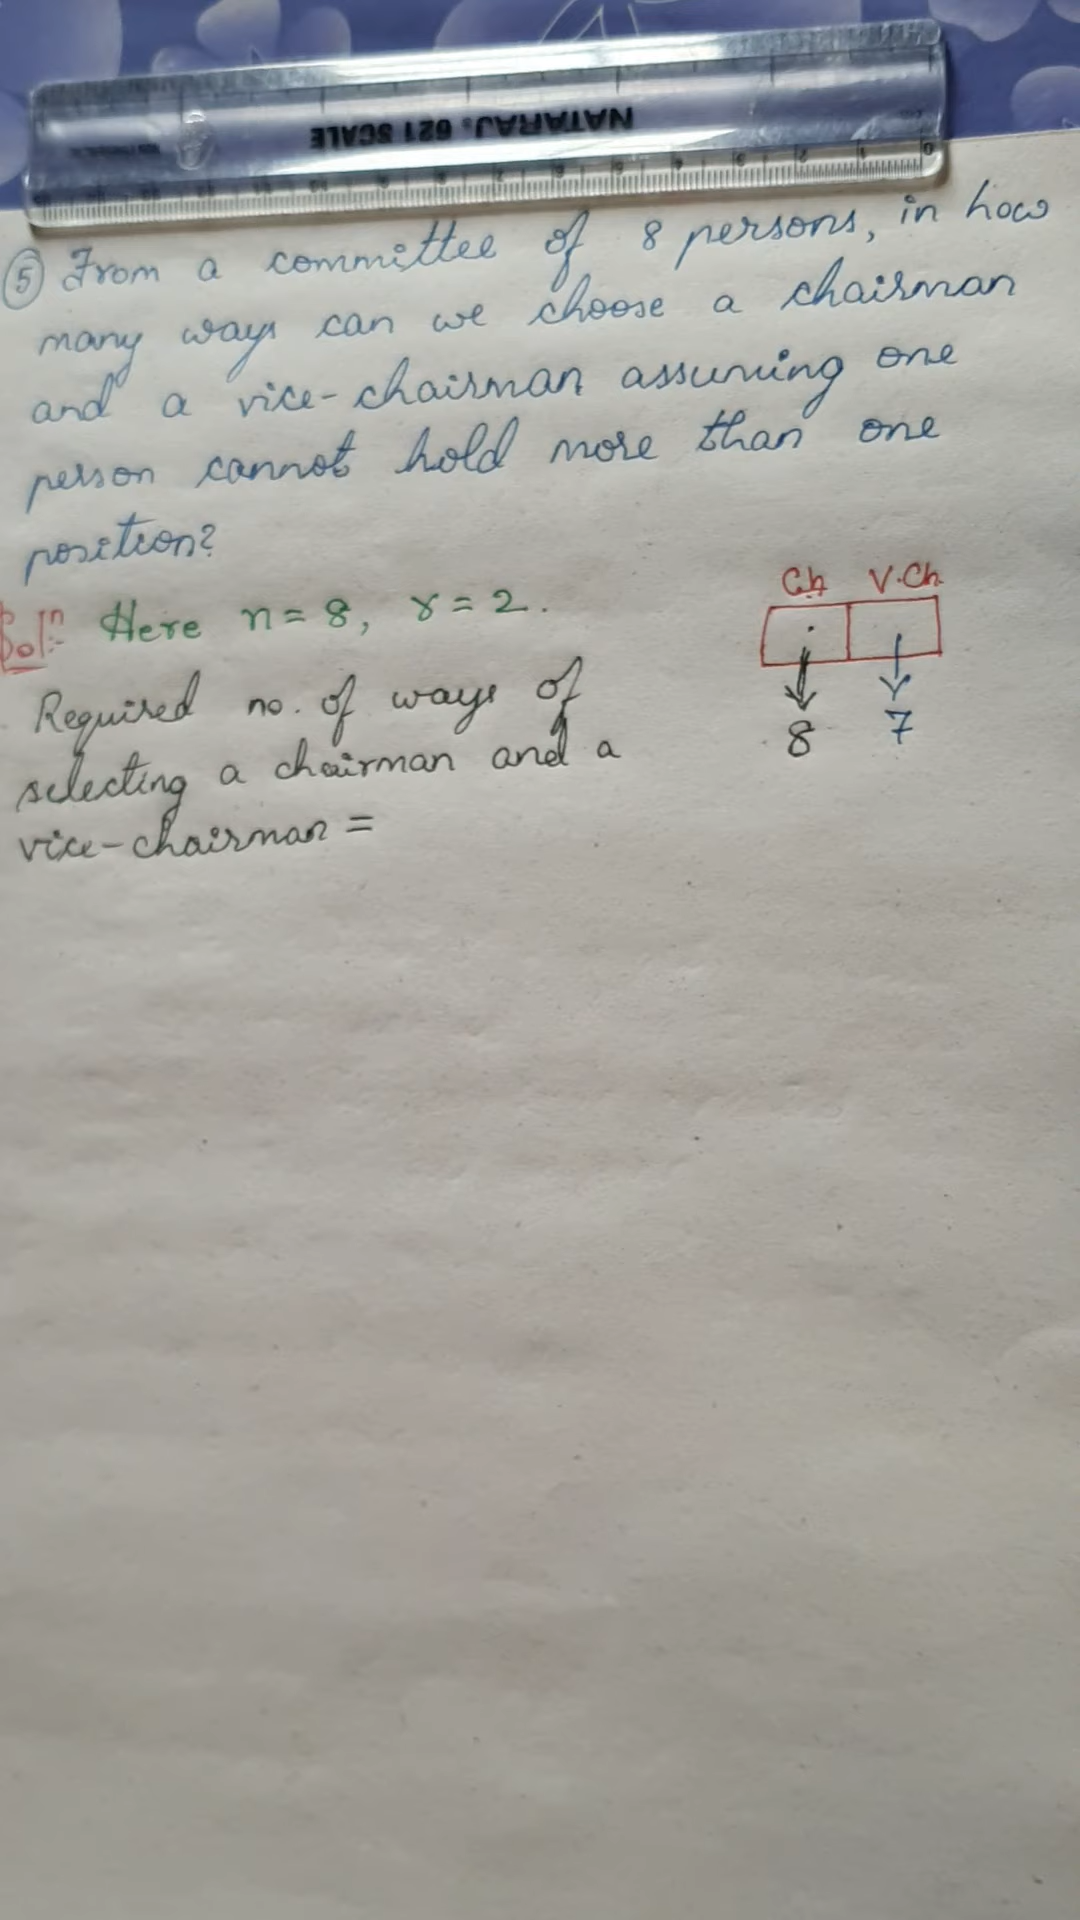 NATARAJ. 621 SCALE
5 From a committee of 8 persons, in how
many ways can we choose a chairman
and a vice-chairman assuming one
person cannot hold more than one
position?
Ch V.Ch.
Sol:n Here n=8, r=2.
Required no. of ways of
8 7
selecting a chairman and a
vice-chairman =